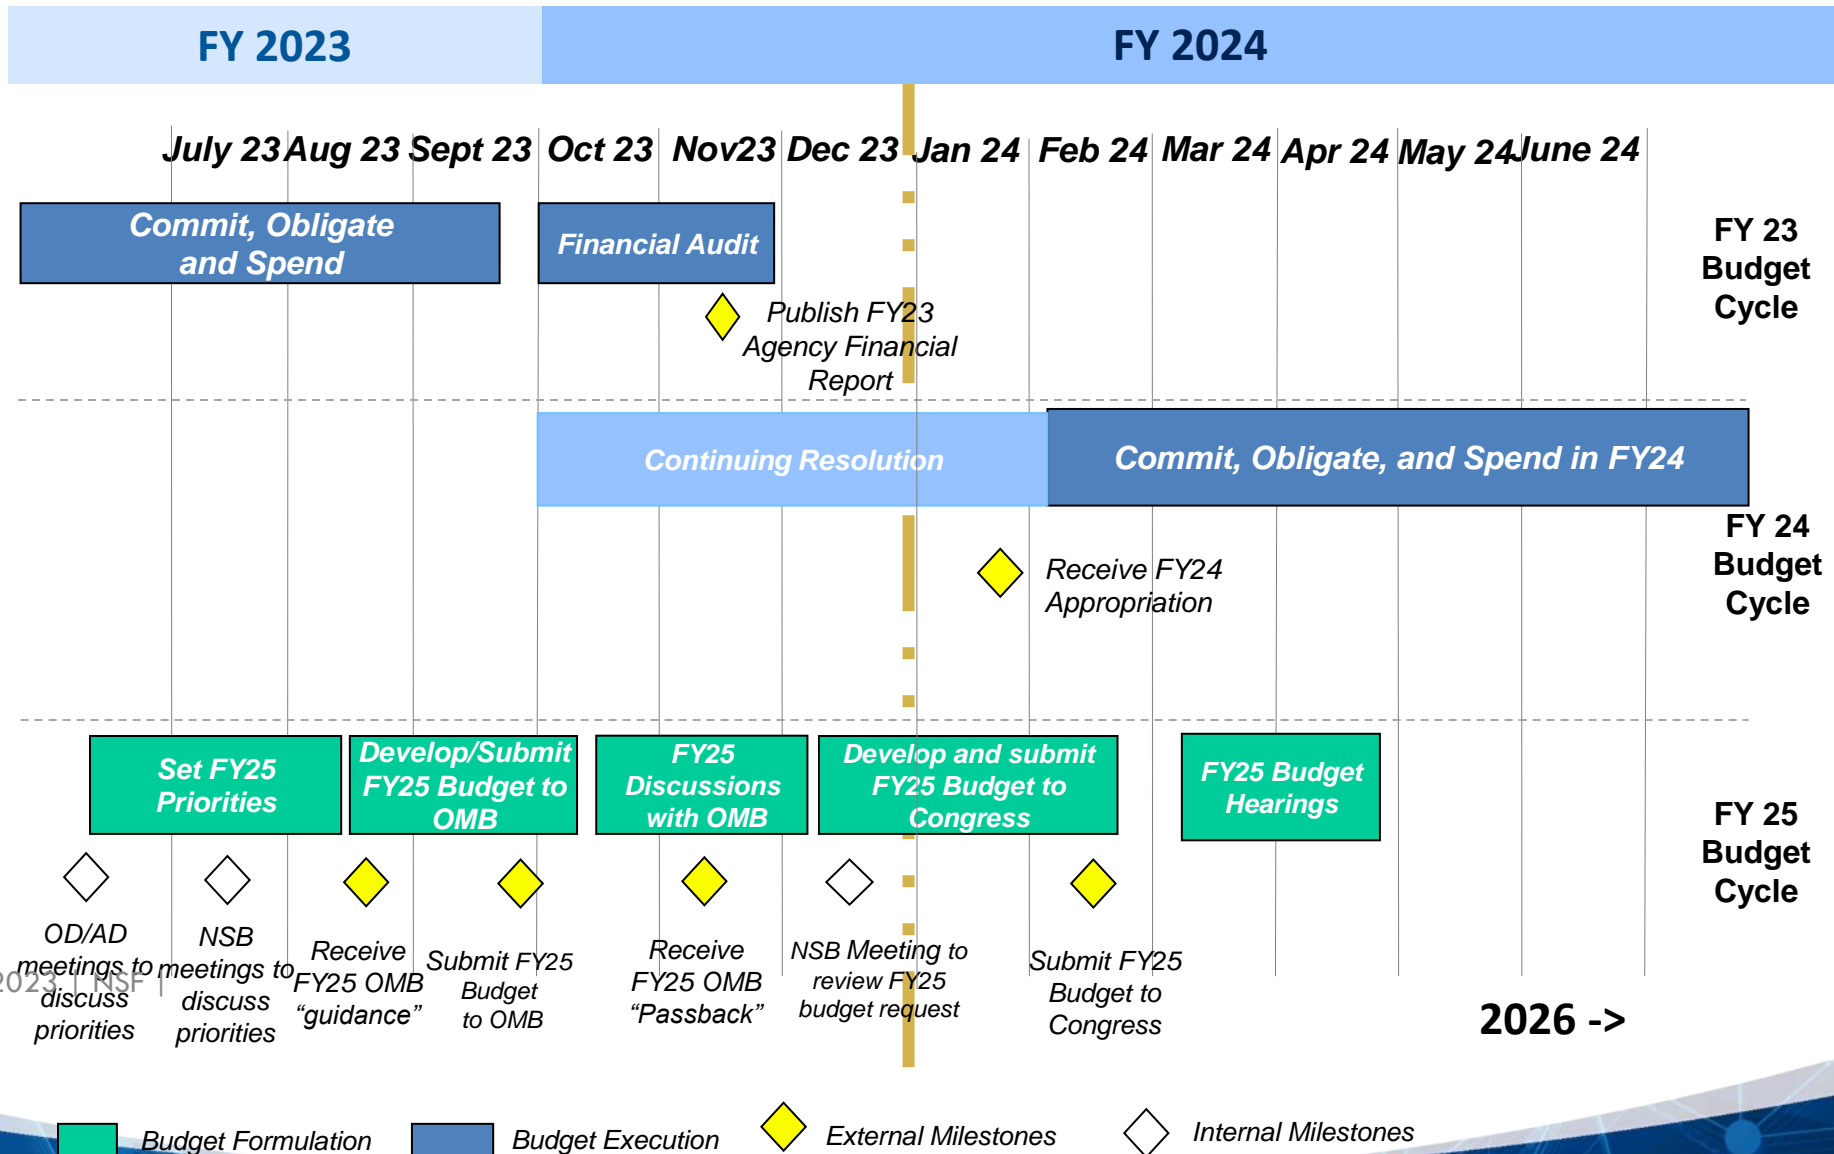 FY 2023
FY 2024
July 23
Aug 23
Sept 23
Oct 23
Nov23
Dec 23
Jan 24
Feb 24
Mar 24
Apr 24
May 24
June 24
Commit, Obligate
and Spend
Financial Audit
Publish FY23
Agency Financial
Report
FY 23
Budget
Cycle
Continuing Resolution
Commit, Obligate, and Spend in FY24
Receive FY24
Appropriation
FY 24
Budget
Cycle
Set FY25
Priorities
Develop/Submit
FY25 Budget to
OMB
FY25
Discussions
with OMB
Develop and submit
FY25 Budget to
Congress
FY25 Budget
Hearings
FY 25
Budget
Cycle
OD/AD
meetings to
discuss
priorities
NSB
meetings to
discuss
priorities
Receive
FY25 OMB
“guidance”
Submit FY25
Budget
to OMB
Receive
FY25 OMB
“Passback”
NSB Meeting to
review FY25
budget request
Submit FY25
Budget to
Congress
2023 | NSF |
2026 ->
Budget Formulation
Budget Execution
External Milestones
Internal Milestones